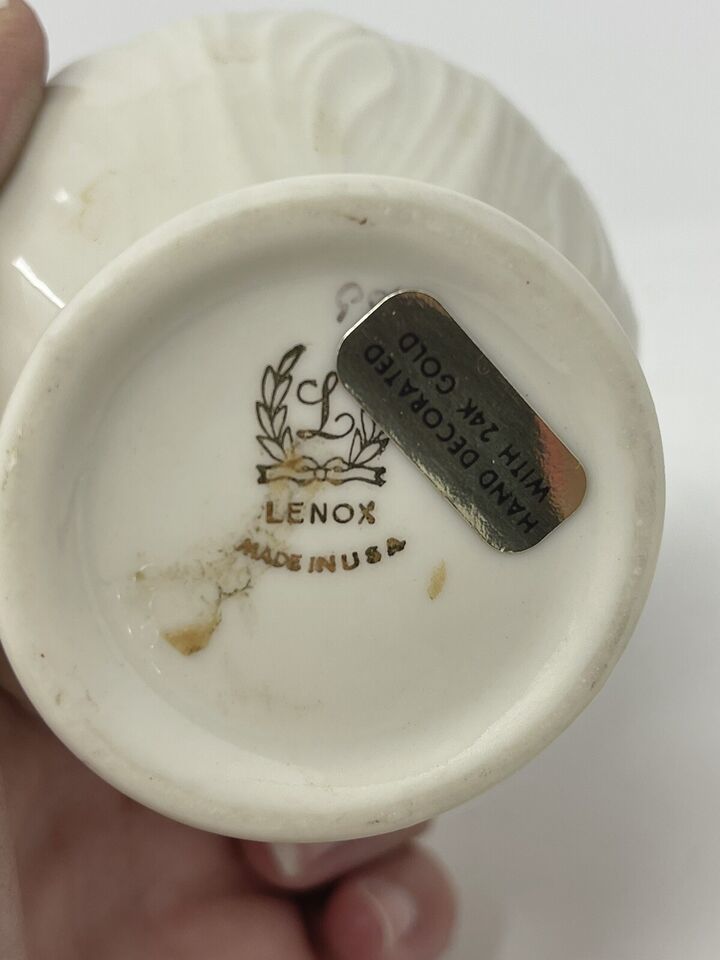 L
LENOX
MADE IN USA
HAND DECORATED
WITH 24K GOLD